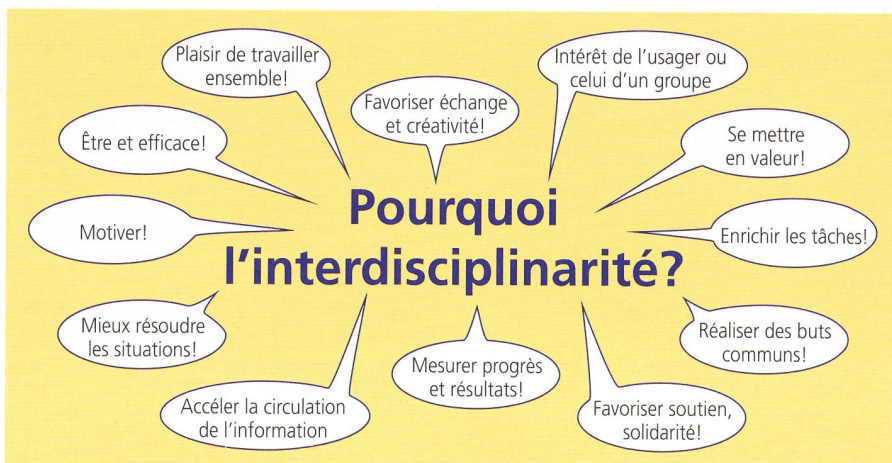 Plaisir de travailler
ensemble!
Intérêt de l'usager ou
celui d'un groupe
Favoriser échange
et créativité!
Être et efficace!
Se mettre
en valeur!
Pourquoi
l'interdisciplinarité?
Motiver!
Enrichir les tâches!
Mieux résoudre
les situations!
Réaliser des buts
communs!
Mesurer progrès
et résultats!
Accéler la circulation
de l'information
Favoriser soutien,
solidarité!